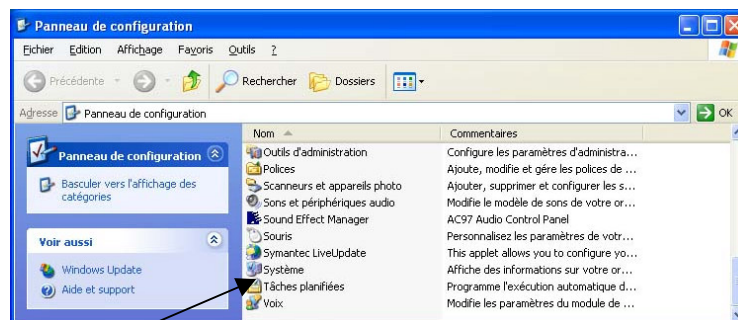 Panneau de configuration
Fichier Edition Affichage Favoris Outils ?
Précédente Rechercher Dossiers
Adresse Panneau de configuration OK
Nom Commentaires
Panneau de configuration
Basculer vers l'affichage des
catégories
Voir aussi
Windows Update
Aide et support
Outils d'administration Configure les paramètres d'administra...
Polices Ajoute, modifie et gére les polices de ...
Scanneurs et appareils photo Ajouter, supprimer et configurer les s...
Sons et périphériques audio Modifie le modèle de sons de votre or...
Sound Effect Manager AC97 Audio Control Panel
Souris Personnalisez les paramètres de votr...
Symantec LiveUpdate This applet allows you to configure yo...
Système Affiche des informations sur votre or...
Tâches planifiées Programme l'exécution automatique d...
Voix Modifie les paramètres du module de ...